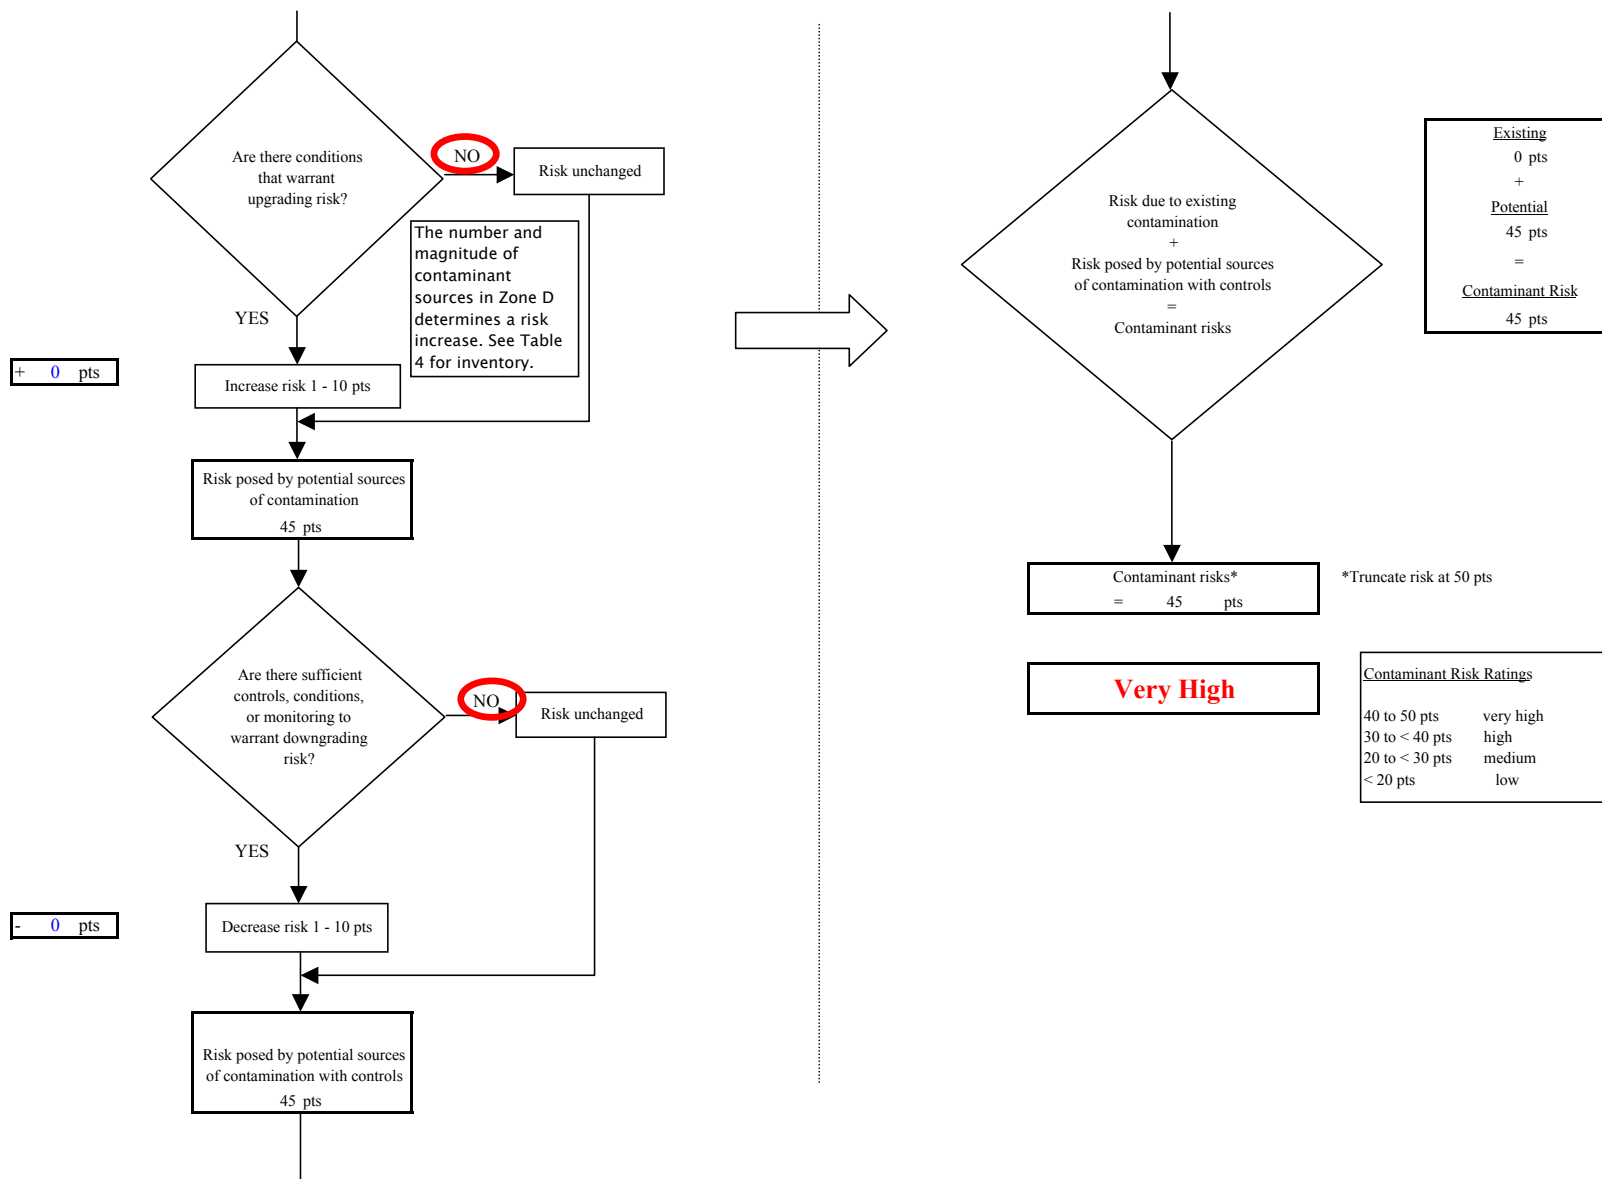 Are there conditions
that warrant
upgrading risk?
NO
Risk unchanged
The number and
magnitude of
contaminant
sources in Zone D
determines a risk
increase. See Table
4 for inventory.
YES
+ 0 pts
Increase risk 1 - 10 pts
Risk posed by potential sources
of contamination
45 pts
Are there sufficient
controls, conditions,
or monitoring to
warrant downgrading
risk?
NO
Risk unchanged
YES
- 0 pts
Decrease risk 1 - 10 pts
Risk posed by potential sources
of contamination with controls
45 pts
Risk due to existing
contamination
+
Risk posed by potential sources
of contamination with controls
=
Contaminant risks
Existing
0 pts
+
Potential
45 pts
=
Contaminant Risk
45 pts
Contaminant risks*
= 45 pts
*Truncate risk at 50 pts
Very High
Contaminant Risk Ratings
40 to 50 pts very high
30 to < 40 pts high
20 to < 30 pts medium
< 20 pts low